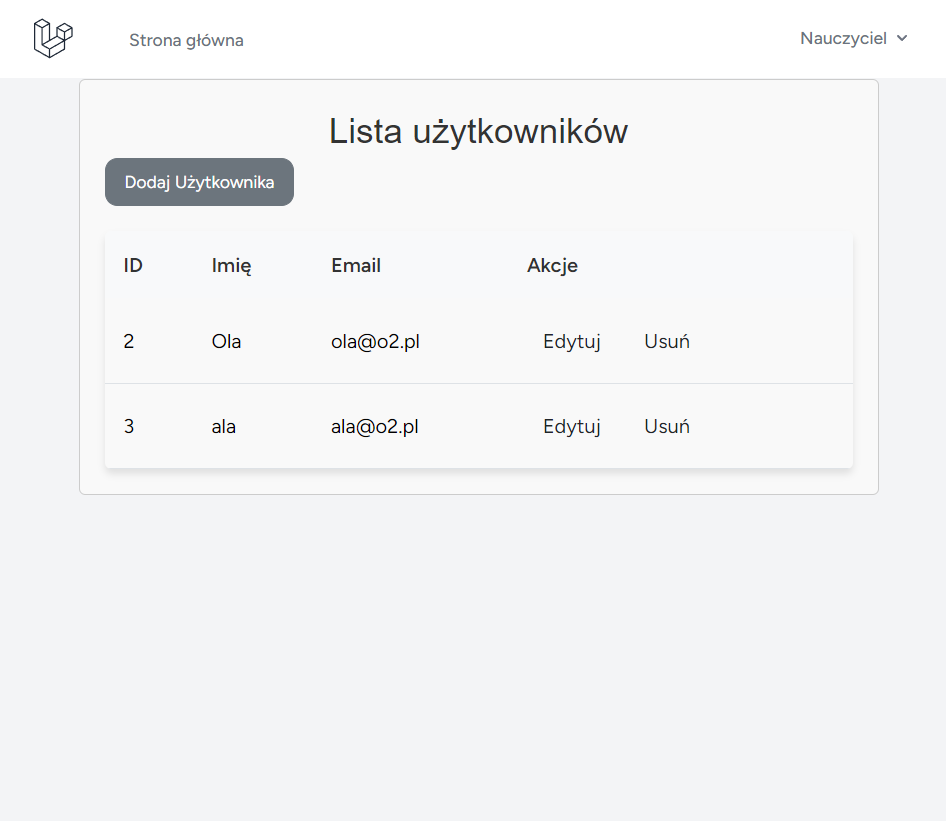 Strona główna
Nauczyciel
Lista użytkowników
Dodaj Użytkownika
ID Imię Email Akcje
2 Ola ola@o2.pl Edytuj Usuń
3 ala ala@o2.pl Edytuj Usuń